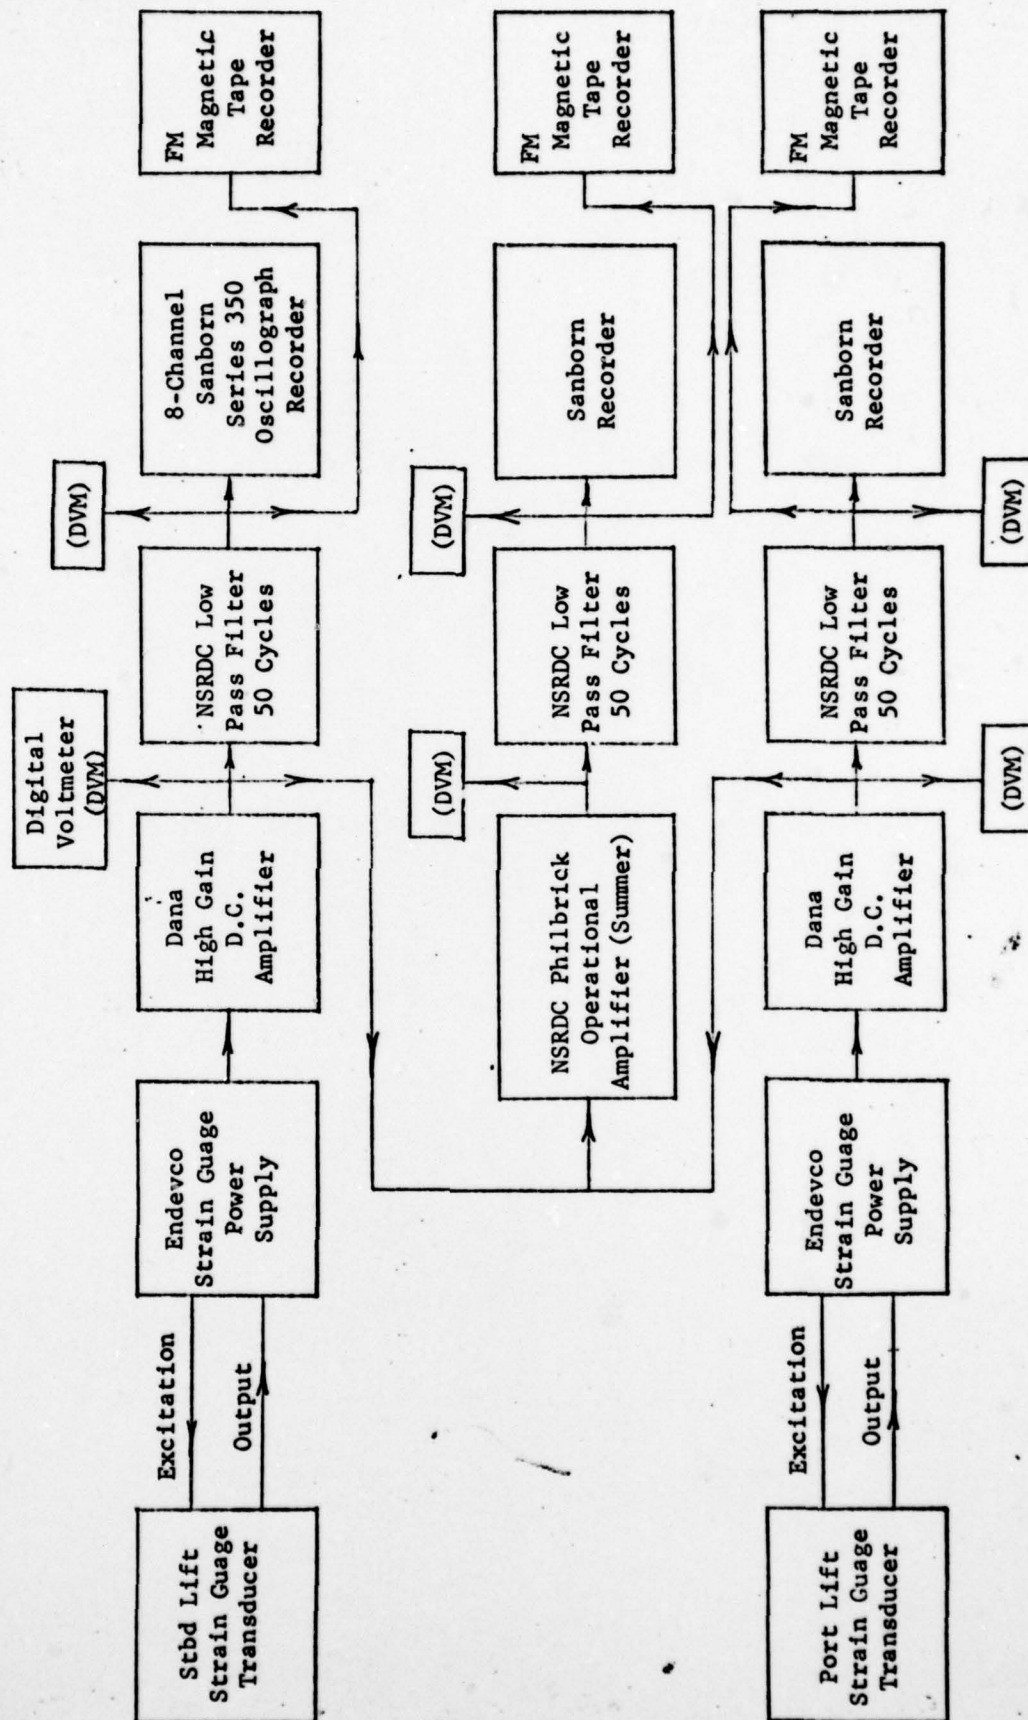 Stbd Lift
Strain Guage
Transducer
Excitation
Output
Endevco
Strain Guage
Power
Supply
Dana
High Gain
D.C.
Amplifier
Digital
Voltmeter
(DVM)
NSRDC Low
Pass Filter
50 Cycles
(DVM)
8-Channel
Sanborn
Series 350
Oscillograph
Recorder
FM
Magnetic
Tape
Recorder
NSRDC Philbrick
Operational
Amplifier (Summer)
(DVM)
NSRDC Low
Pass Filter
50 Cycles
(DVM)
Sanborn
Recorder
FM
Magnetic
Tape
Recorder
Port Lift
Strain Guage
Transducer
Excitation
Output
Endevco
Strain Guage
Power
Supply
Dana
High Gain
D.C.
Amplifier
(DVM)
NSRDC Low
Pass Filter
50 Cycles
(DVM)
Sanborn
Recorder
FM
Magnetic
Tape
Recorder